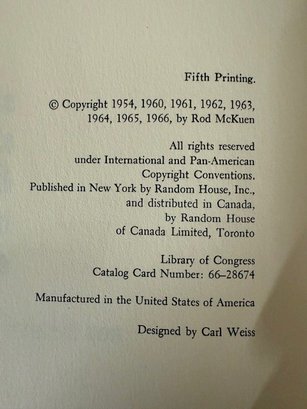 Fifth Printing.
© Copyright 1954, 1960, 1961, 1962, 1963,
1964, 1965, 1966, by Rod McKuen
All rights reserved
under International and Pan-American
Copyright Conventions.
Published in New York by Random House, Inc.,
and distributed in Canada,
by Random House
of Canada Limited, Toronto
Library of Congress
Catalog Card Number: 66–28674
Manufactured in the United States of America
Designed by Carl Weiss